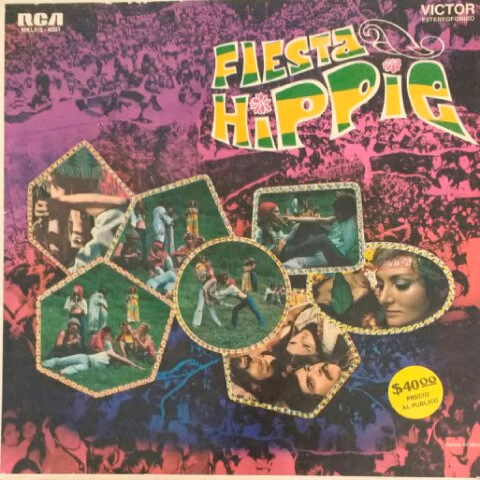 RCA
VICTOR
ESTEREOFONICO
FIESTA
HIPPIE
$40.00
PRECIO
AL PUBLICO